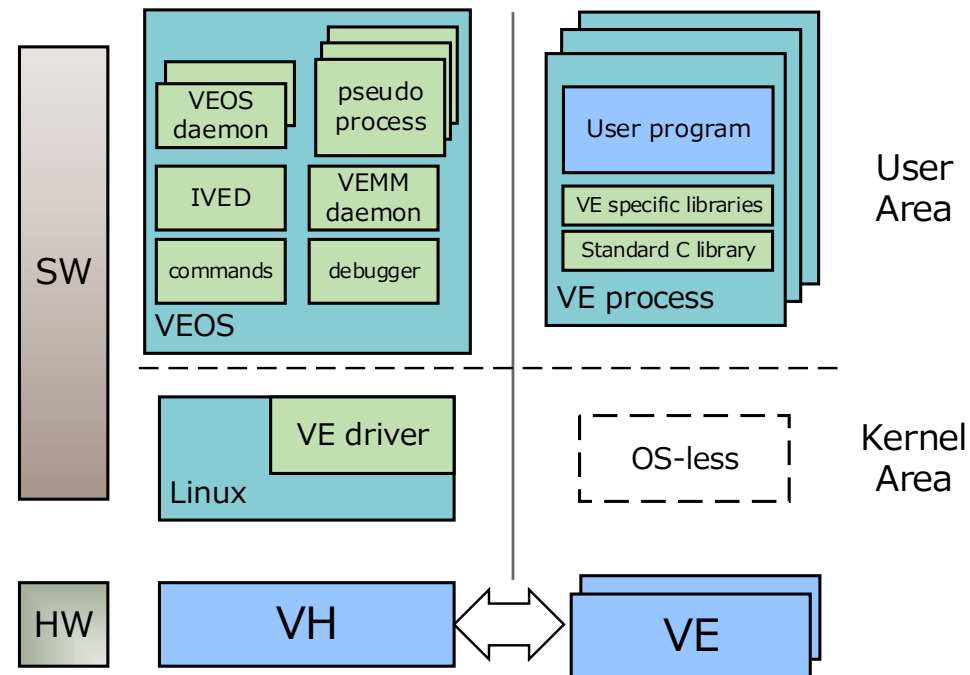 SW
HW
VEOS
daemon
pseudo
process
IVED
VEMM
daemon
commands
debugger
VEOS
User program
VE specific libraries
Standard C library
VE process
User
Area
VE driver
Linux
OS-less
Kernel
Area
VH
VE